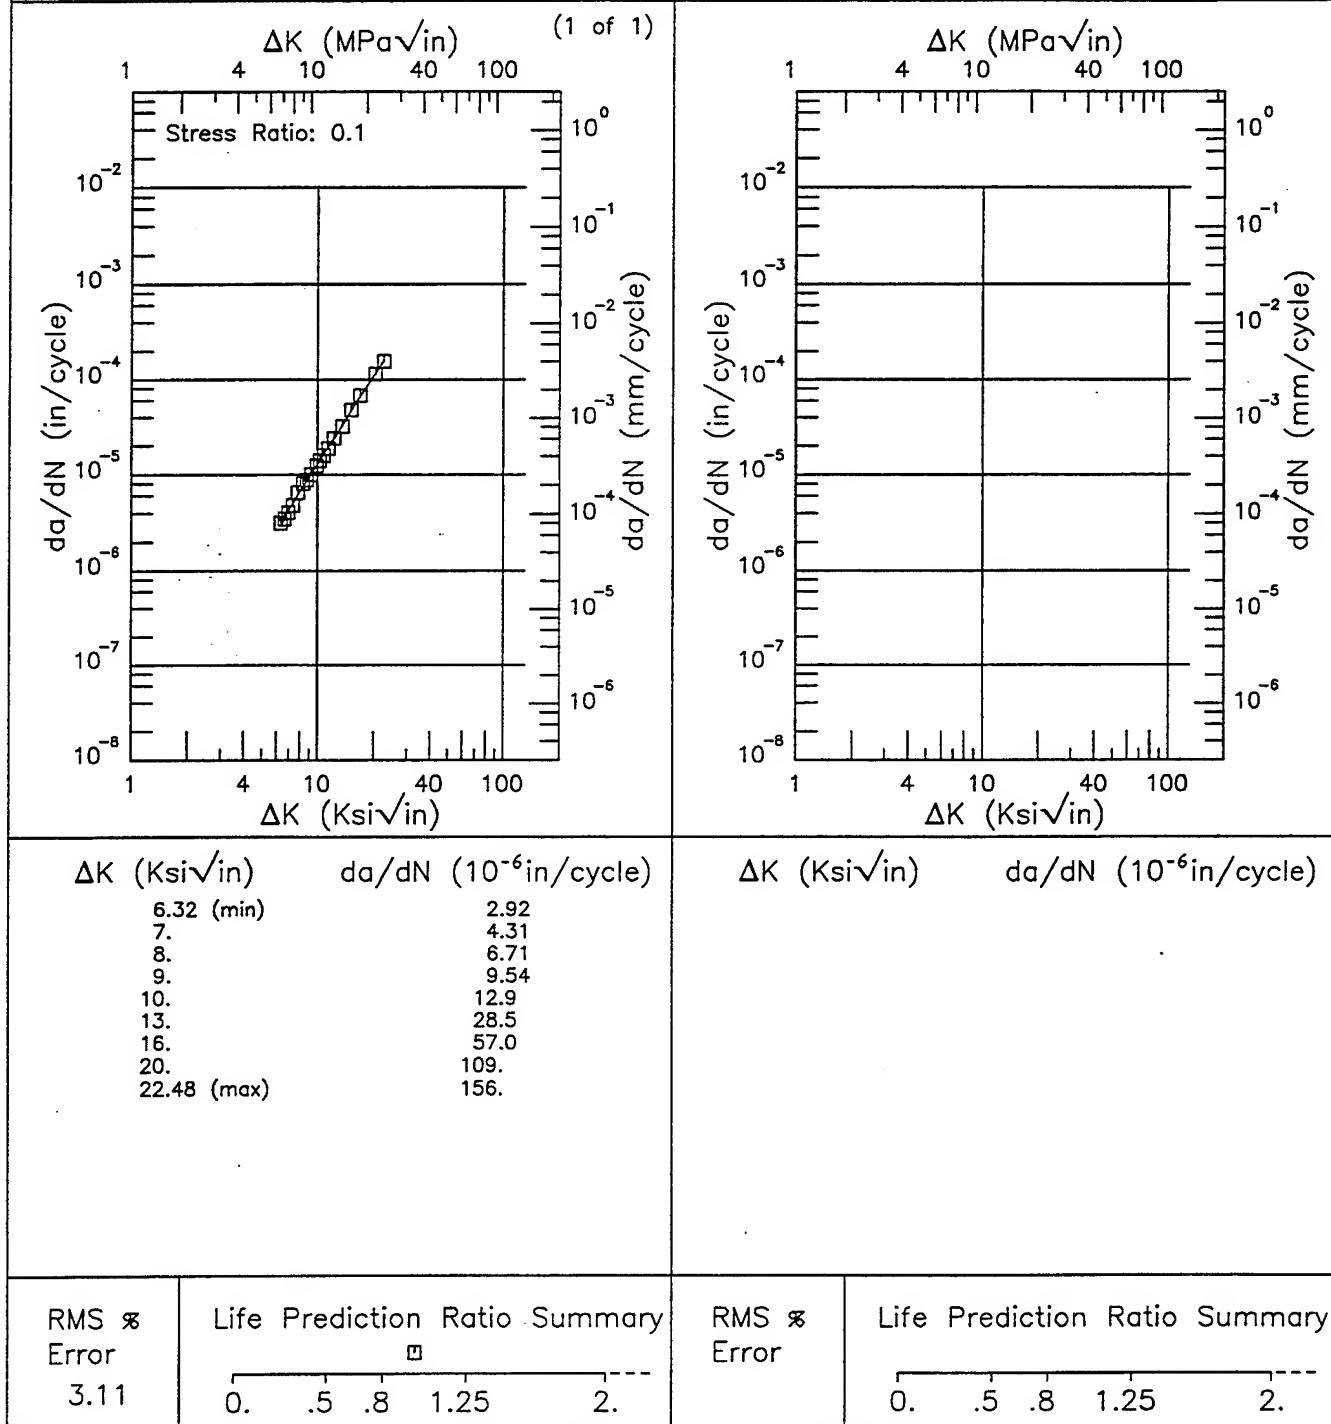 (1 of 1)
ΔK (MPa√in)
1 4 10 40 100
Stress Ratio: 0.1
da/dN (in/cycle)
10⁻²
10⁻³
10⁻⁴
10⁻⁵
10⁻⁶
10⁻⁷
10⁻⁸
10⁰
10⁻¹
10⁻²
10⁻³
10⁻⁴
10⁻⁵
10⁻⁶
da/dN (mm/cycle)
1 4 10 40 100
ΔK (Ksi√in)
ΔK (MPa√in)
1 4 10 40 100
da/dN (in/cycle)
10⁻²
10⁻³
10⁻⁴
10⁻⁵
10⁻⁶
10⁻⁷
10⁻⁸
10⁰
10⁻¹
10⁻²
10⁻³
10⁻⁴
10⁻⁵
10⁻⁶
da/dN (mm/cycle)
1 4 10 40 100
ΔK (Ksi√in)
ΔK (Ksi√in) da/dN (10⁻⁶in/cycle)
6.32 (min) 2.92
7. 4.31
8. 6.71
9. 9.54
10. 12.9
13. 28.5
16. 57.0
20. 109.
22.48 (max) 156.
ΔK (Ksi√in) da/dN (10⁻⁶in/cycle)
RMS %
Error
3.11
Life Prediction Ratio Summary
0. .5 .8 1.25 2.
RMS %
Error
Life Prediction Ratio Summary
0. .5 .8 1.25 2.